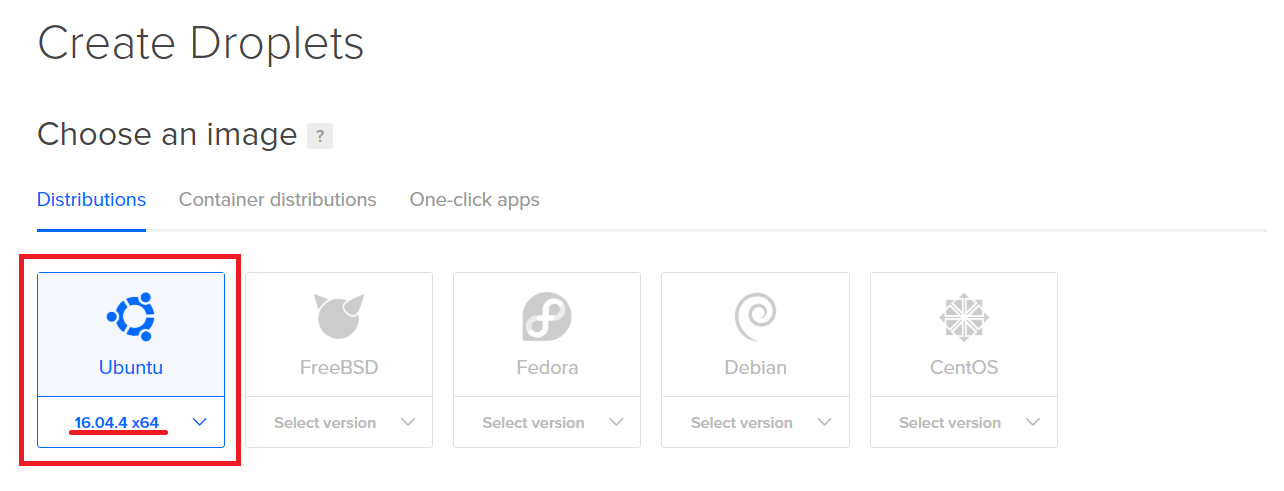 Create Droplets
Choose an image ?
Distributions Container distributions One-click apps
Ubuntu FreeBSD Fedora Debian CentOS
16.04.4 x64 Select version Select version Select version Select version